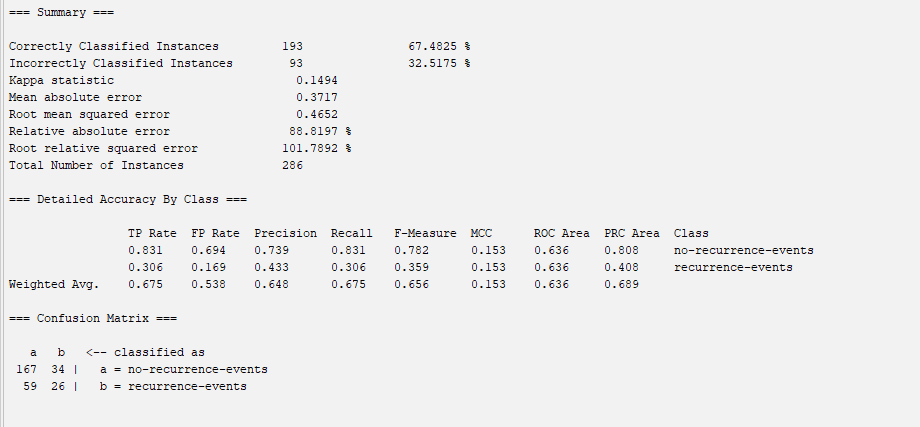 === Summary ===
Correctly Classified Instances 193 67.4825 %
Incorrectly Classified Instances 93 32.5175 %
Kappa statistic 0.1494
Mean absolute error 0.3717
Root mean squared error 0.4652
Relative absolute error 88.8197 %
Root relative squared error 101.7892 %
Total Number of Instances 286
=== Detailed Accuracy By Class ===
TP Rate FP Rate Precision Recall F-Measure MCC ROC Area PRC Area Class
0.831 0.694 0.739 0.831 0.782 0.153 0.636 0.808 no-recurrence-events
0.306 0.169 0.433 0.306 0.359 0.153 0.636 0.408 recurrence-events
Weighted Avg. 0.675 0.538 0.648 0.675 0.656 0.153 0.636 0.689
=== Confusion Matrix ===
a b <-- classified as
167 34 | a = no-recurrence-events
59 26 | b = recurrence-events